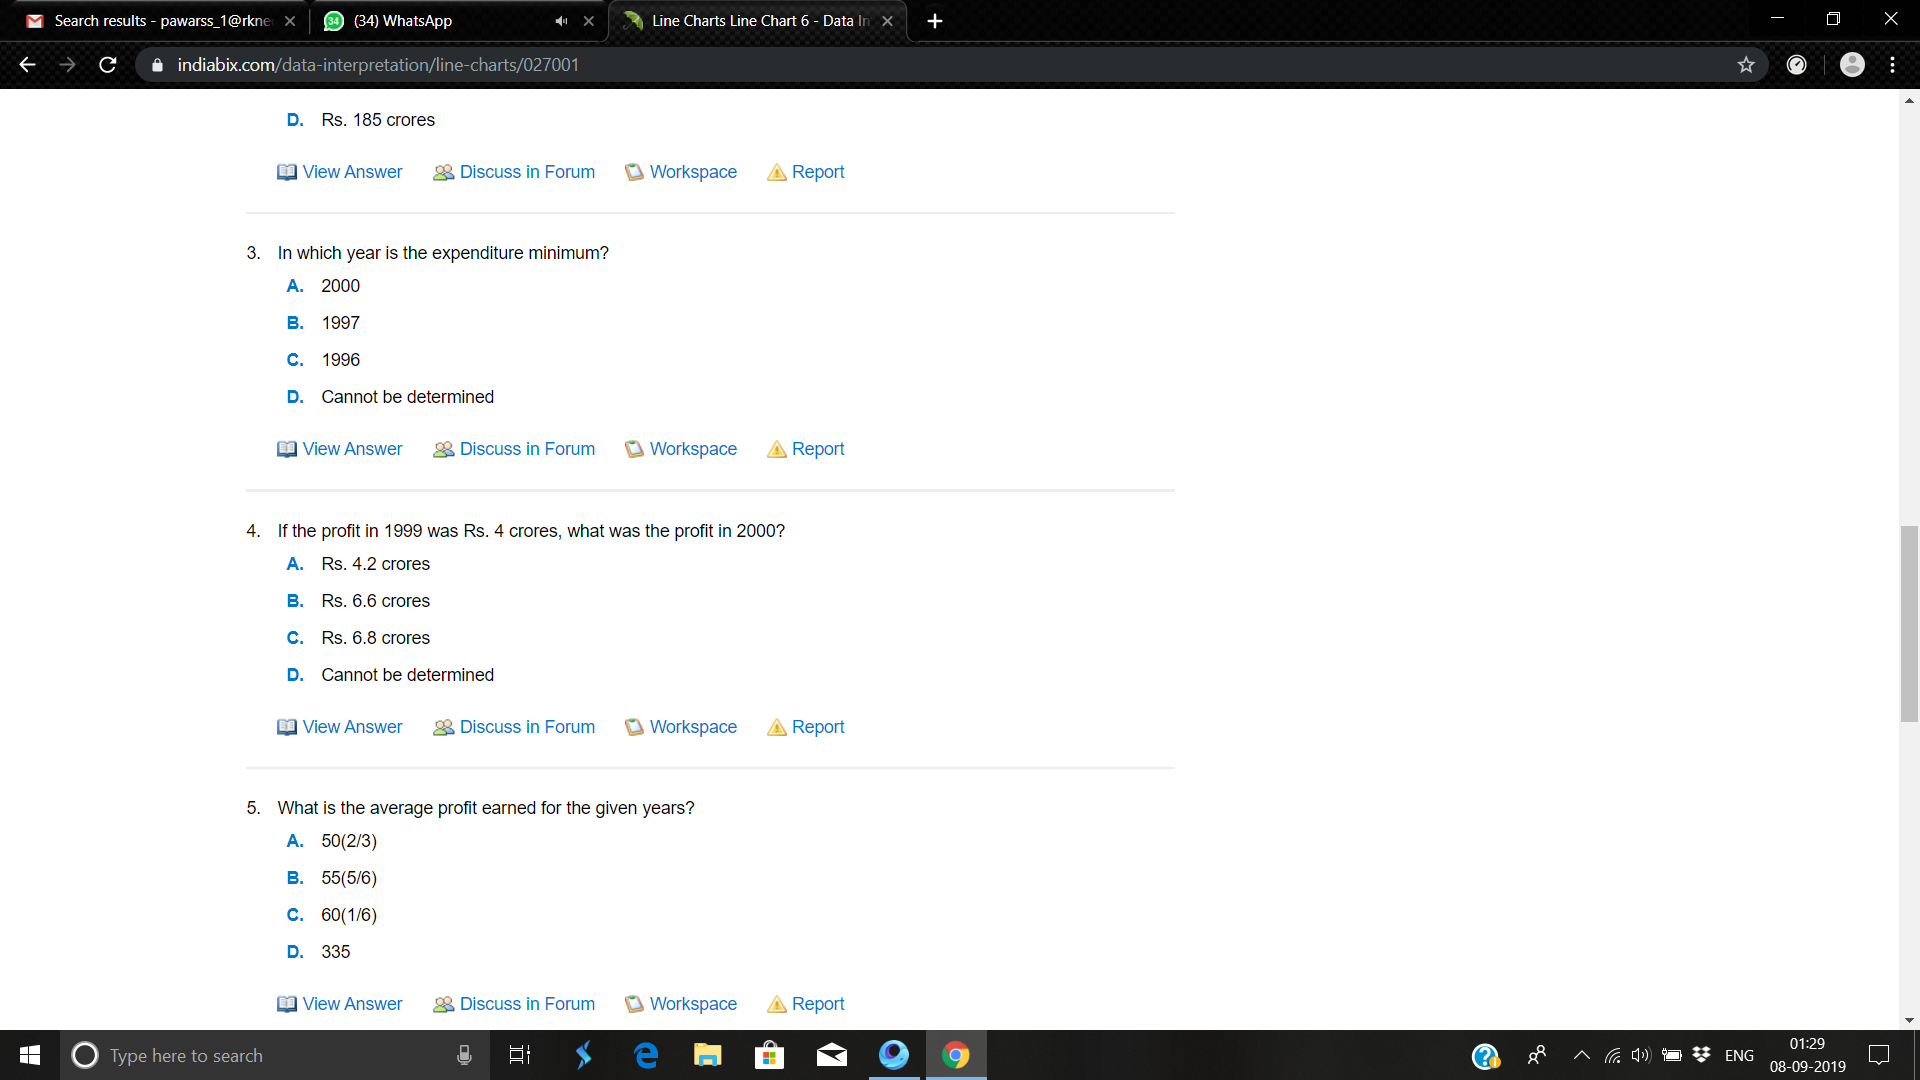 Search results - pawarss_1@rkne
(34) WhatsApp
Line Charts Line Chart 6 - Data In
indiabix.com/data-interpretation/line-charts/027001
D. Rs. 185 crores
View Answer Discuss in Forum Workspace Report
3. In which year is the expenditure minimum?
A. 2000
B. 1997
C. 1996
D. Cannot be determined
View Answer Discuss in Forum Workspace Report
4. If the profit in 1999 was Rs. 4 crores, what was the profit in 2000?
A. Rs. 4.2 crores
B. Rs. 6.6 crores
C. Rs. 6.8 crores
D. Cannot be determined
View Answer Discuss in Forum Workspace Report
5. What is the average profit earned for the given years?
A. 50(2/3)
B. 55(5/6)
C. 60(1/6)
D. 335
View Answer Discuss in Forum Workspace Report
Type here to search
ENG
01:29
08-09-2019